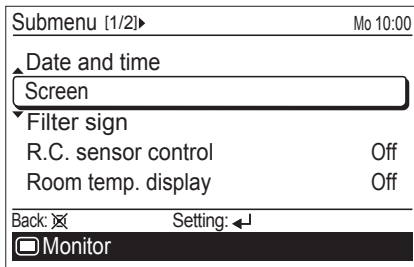 Submenu [1/2] Mo 10:00
Date and time
Screen
Filter sign
R.C. sensor control Off
Room temp. display Off
Back: Setting:
Monitor